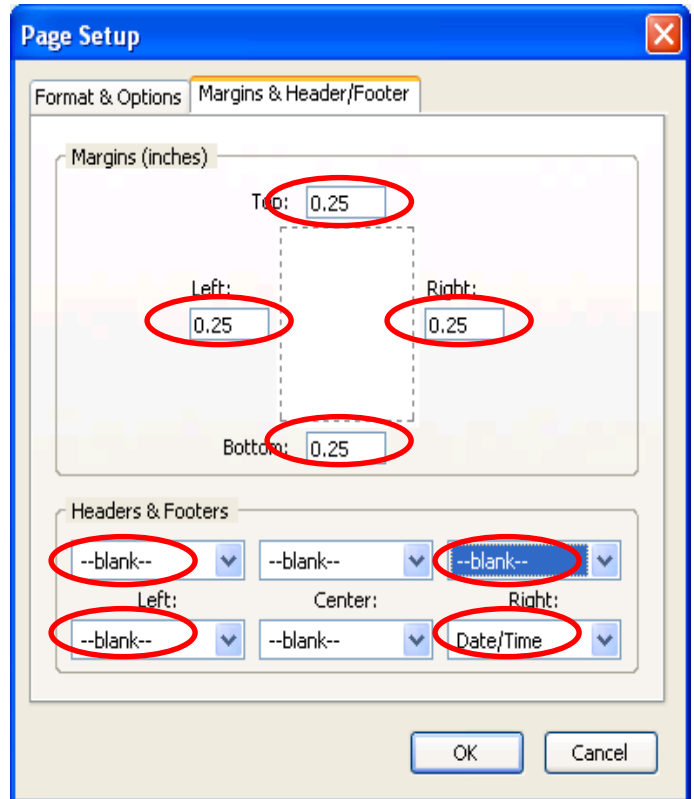 Page Setup
Format & Options Margins & Header/Footer
Margins (inches)
Top: 0.25
Left: Right:
0.25 0.25
Bottom: 0.25
Headers & Footers
--blank-- --blank-- --blank--
Left: Center: Right:
--blank-- --blank-- Date/Time
OK Cancel